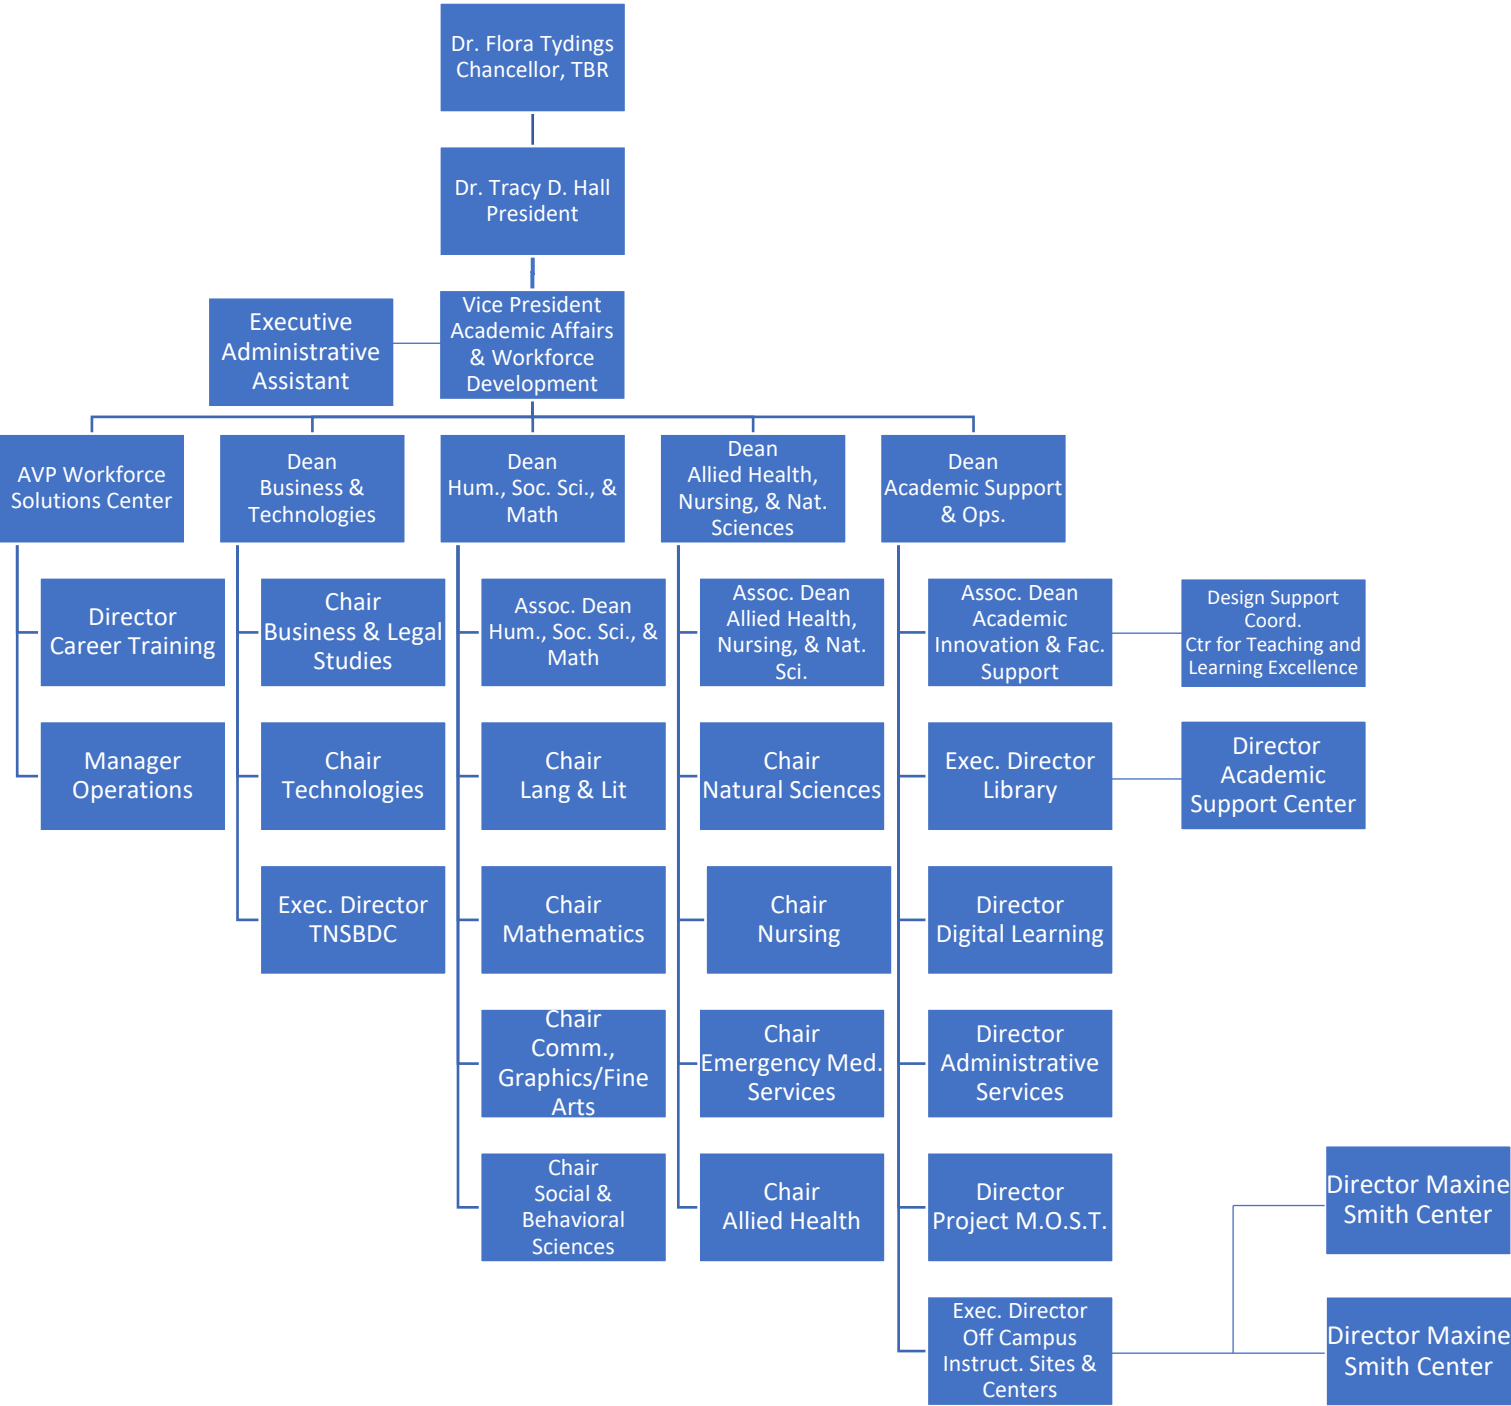 Dr. Flora Tydings
Chancellor, TBR
Dr. Tracy D. Hall
President
Executive
Administrative
Assistant
Vice President
Academic Affairs
& Workforce
Development
AVP Workforce
Solutions Center
Dean
Business &
Technologies
Dean
Hum., Soc. Sci., &
Math
Dean
Allied Health,
Nursing, & Nat.
Sciences
Dean
Academic Support
& Ops.
Director
Career Training
Chair
Business & Legal
Studies
Assoc. Dean
Hum., Soc. Sci., &
Math
Assoc. Dean
Allied Health,
Nursing, & Nat.
Sci.
Assoc. Dean
Academic
Innovation & Fac.
Support
Design Support
Coord.
Ctr for Teaching and
Learning Excellence
Manager
Operations
Chair
Technologies
Chair
Lang & Lit
Chair
Natural Sciences
Exec. Director
Library
Director
Academic
Support Center
Exec. Director
TNSBDC
Chair
Mathematics
Chair
Nursing
Director
Digital Learning
Chair
Comm.,
Graphics/Fine
Arts
Chair
Emergency Med.
Services
Director
Administrative
Services
Chair
Social &
Behavioral
Sciences
Chair
Allied Health
Director
Project M.O.S.T.
Director Maxine
Smith Center
Exec. Director
Off Campus
Instruct. Sites &
Centers
Director Maxine
Smith Center